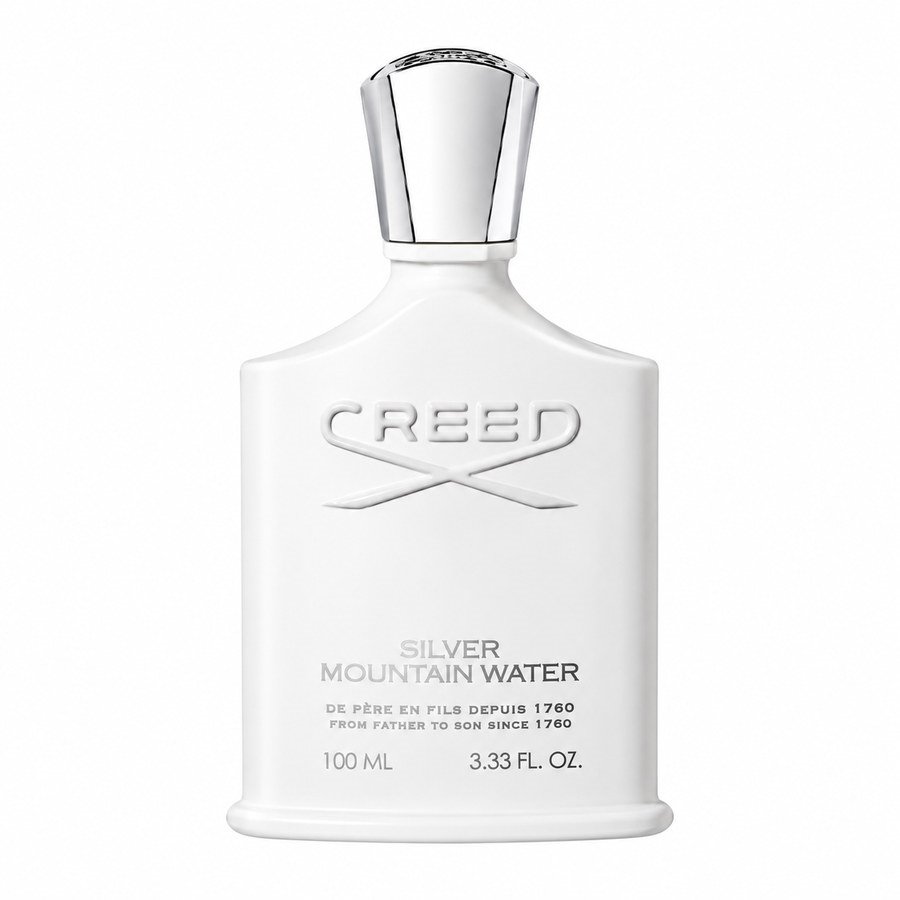 CREED
SILVER
MOUNTAIN WATER
DE PÈRE EN FILS DEPUIS 1760
FROM FATHER TO SON SINCE 1760
100 ML 3.33 FL. OZ.